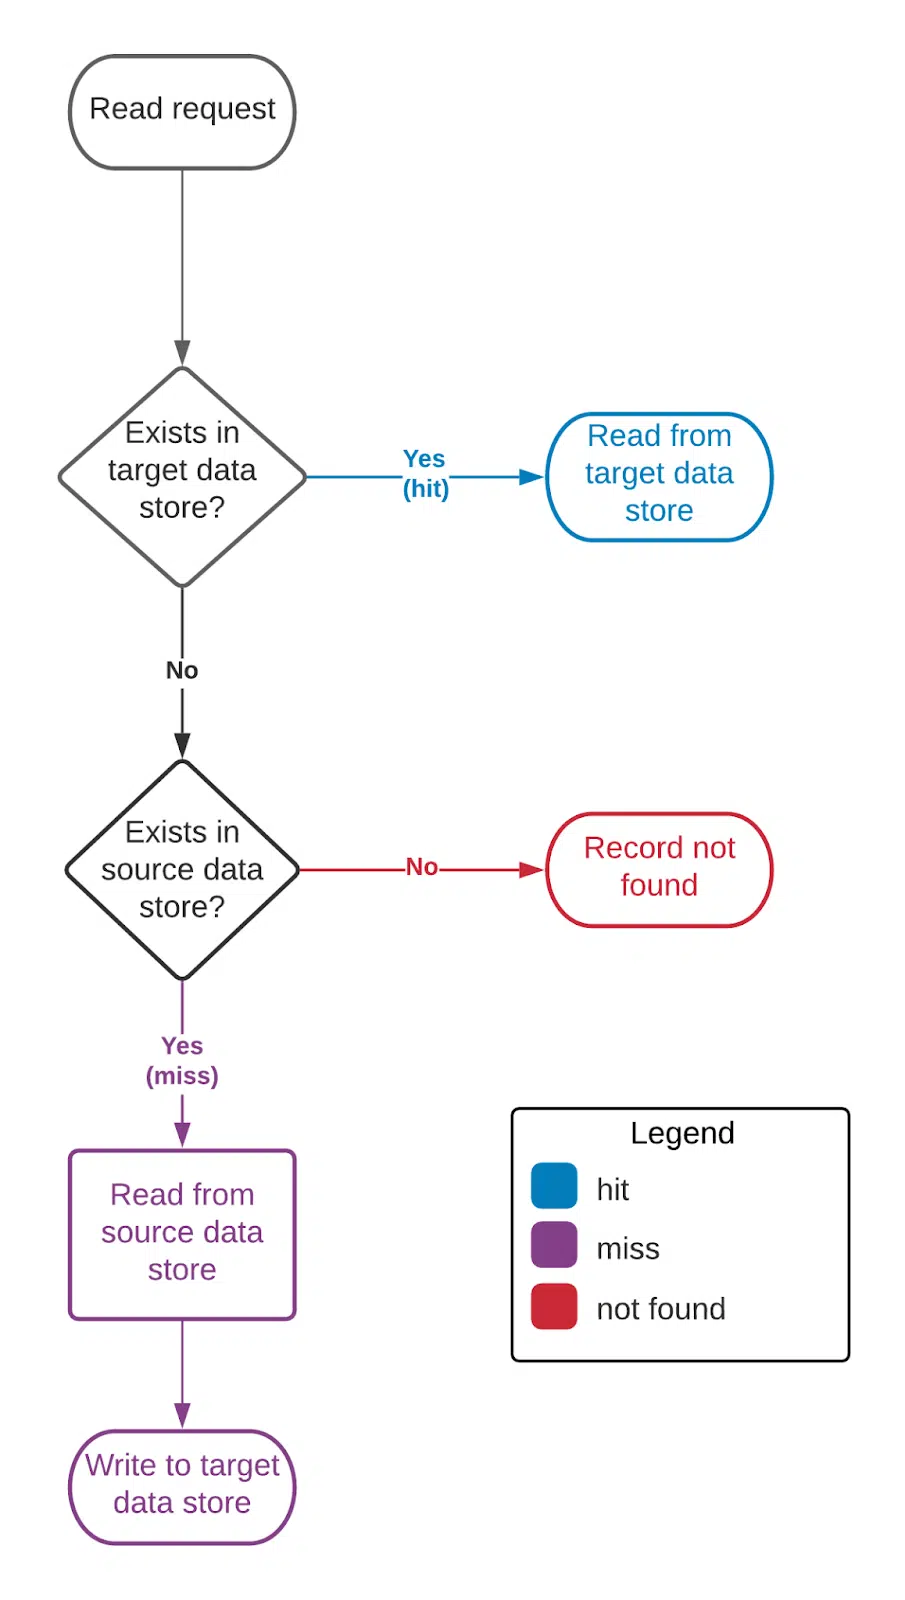 Read request
Exists in
target data
store?
Yes
(hit)
Read from
target data
store
No
Exists in
source data
store?
No
Record not
found
Yes
(miss)
Read from
source data
store
Write to target
data store
Legend
hit
miss
not found